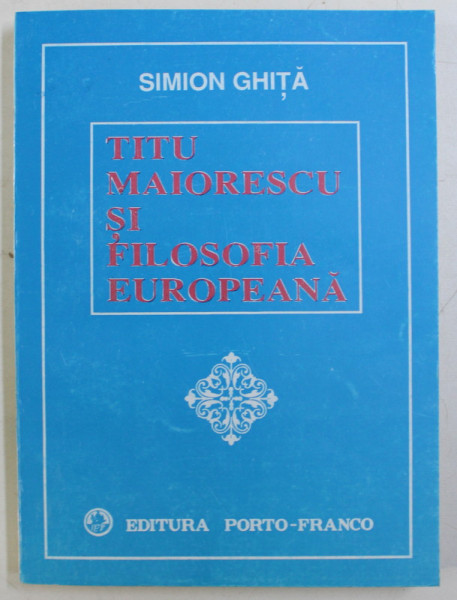 SIMION GHIȚĂ
TITU
MAIORESCU
ȘI
FILOSOFIA
EUROPEANĂ
EDITURA PORTO-FRANCO